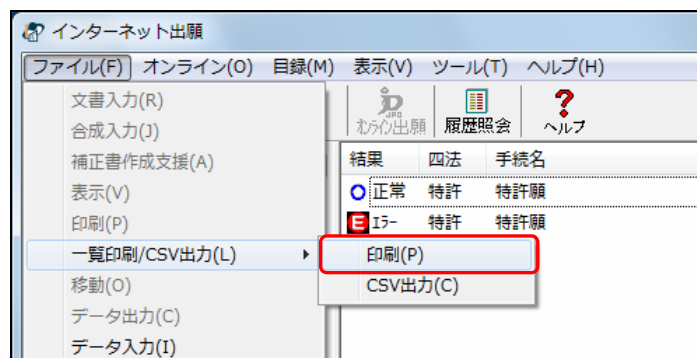 インターネット出願
ファイル(F) オンライン(O) 目録(M) 表示(V) ツール(T) ヘルプ(H)
文書入力(R)
合成入力(J)
補正書作成支援(A)
表示(V)
印刷(P)
一覧印刷/CSV出力(L)
移動(O)
データ出力(C)
データ入力(I)
JPO
ｵﾝﾗｲﾝ出願 履歴照会 ヘルプ
結果 四法 手続名
正常 特許 特許願
E ｴﾗｰ 特許 特許願
印刷(P)
CSV出力(C)